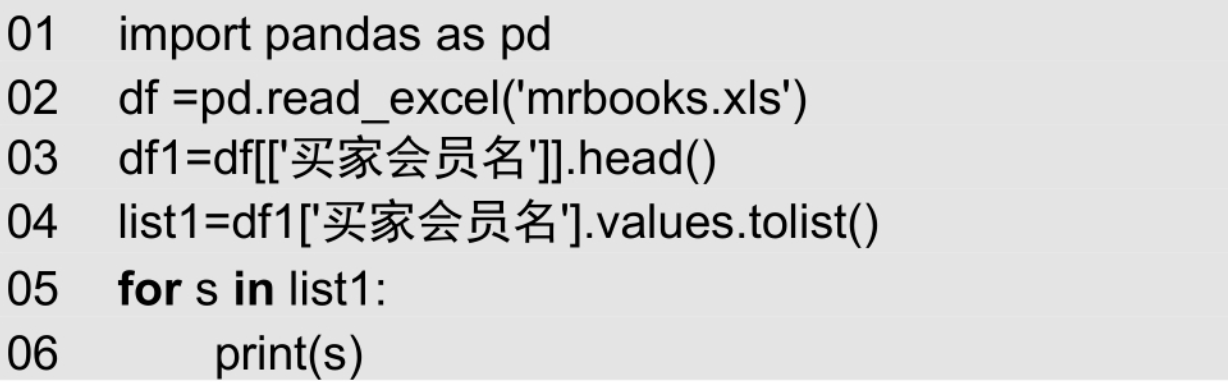 01 import pandas as pd
02 df =pd.read_excel('mrbooks.xls')
03 df1=df[['买家会员名']].head()
04 list1=df1['买家会员名'].values.tolist()
05 for s in list1:
06 print(s)